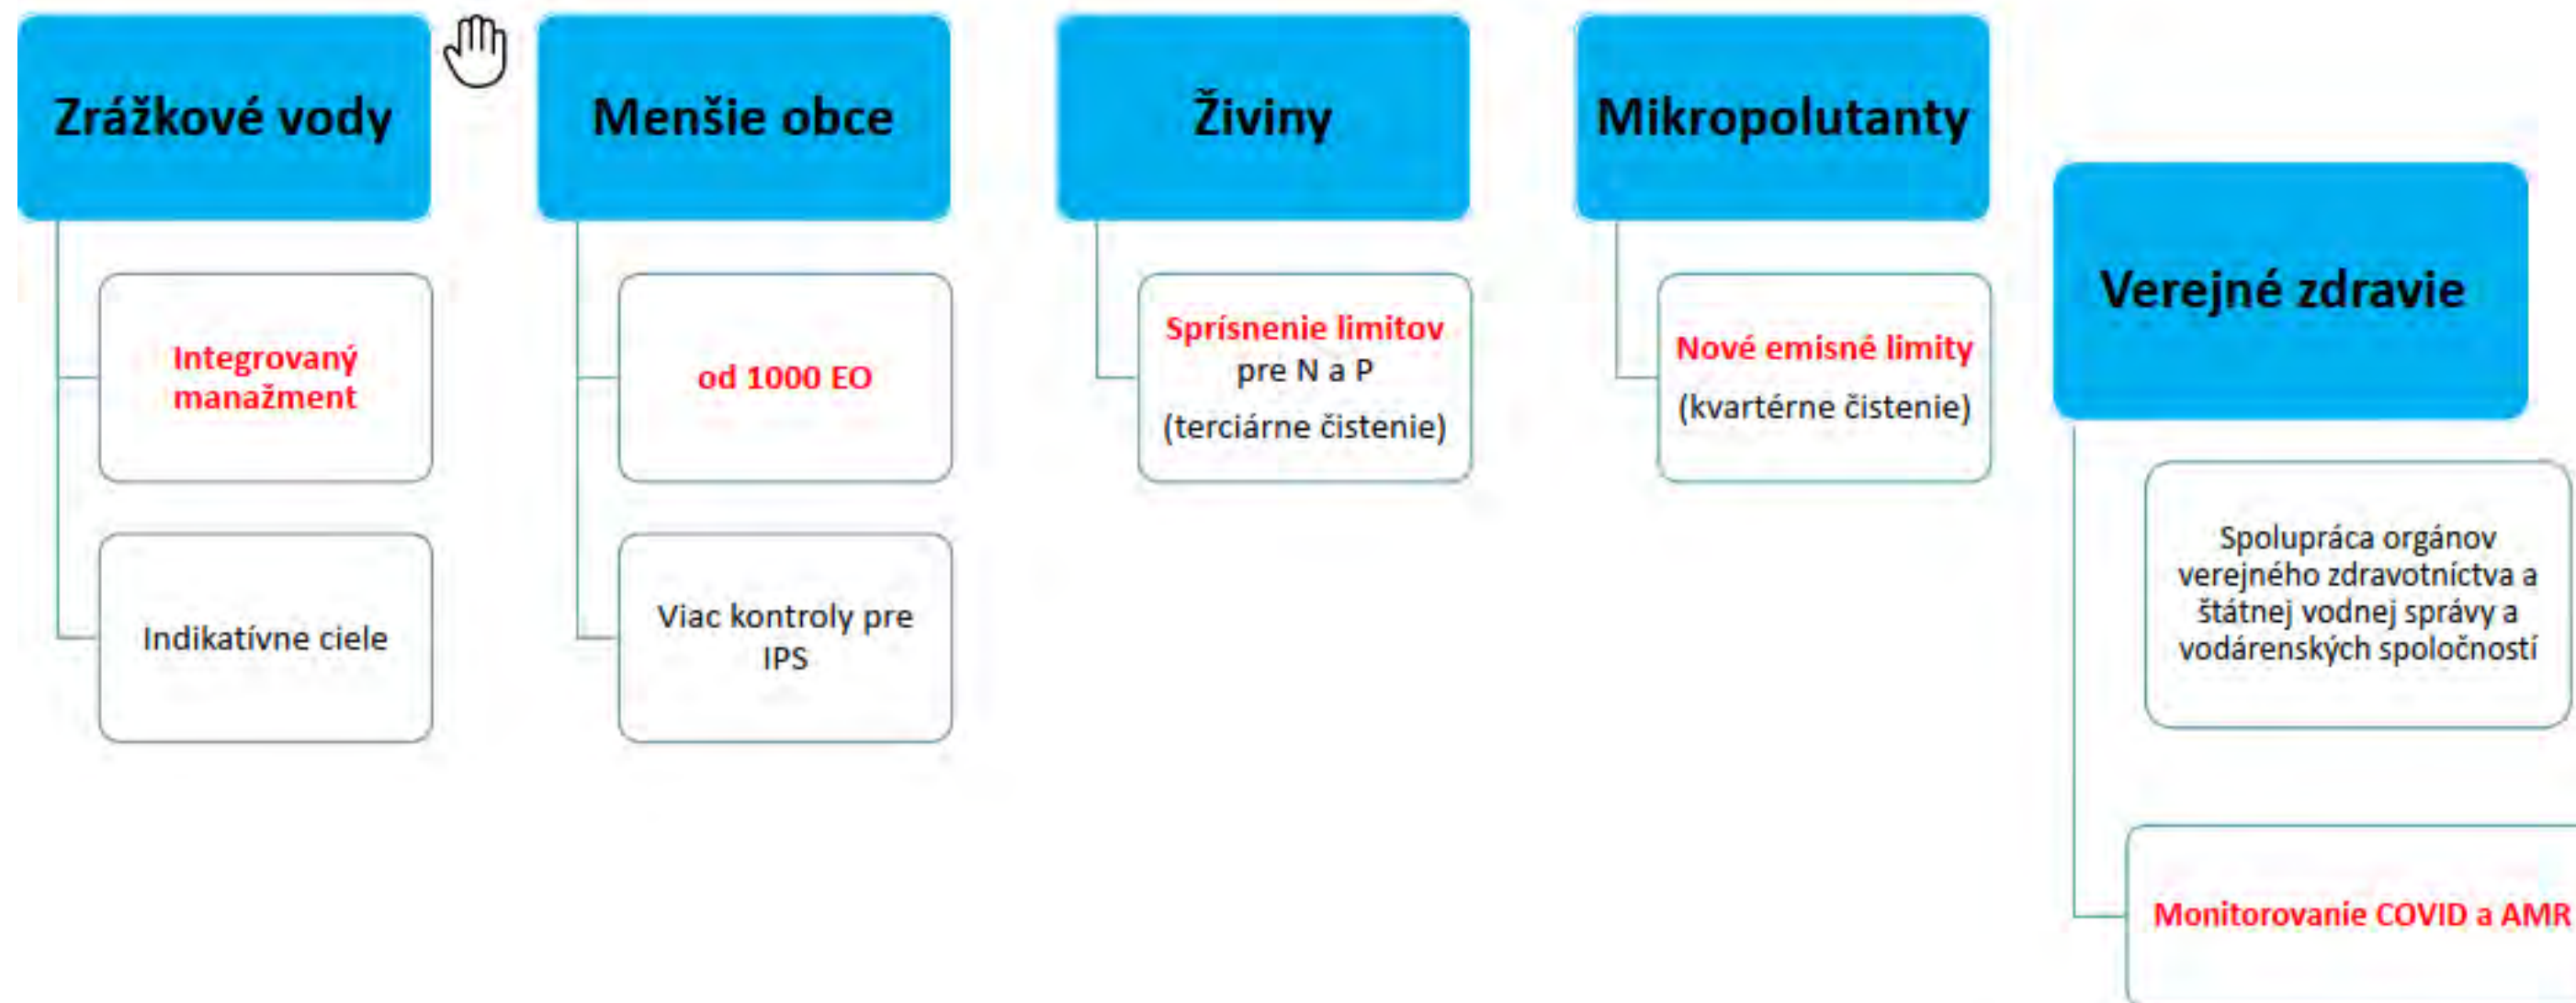 Zrážkové vody
Integrovaný
manažment
Indikatívne ciele
Menšie obce
od 1000 EO
Viac kontroly pre
IPS
Živiny
Sprísnenie limitov
pre N a P
(terciárne čistenie)
Mikropolutanty
Nové emisné limity
(kvartérne čistenie)
Verejné zdravie
Spolupráca orgánov
verejného zdravotníctva a
štátnej vodnej správy a
vodárenských spoločností
Monitorovanie COVID a AMR